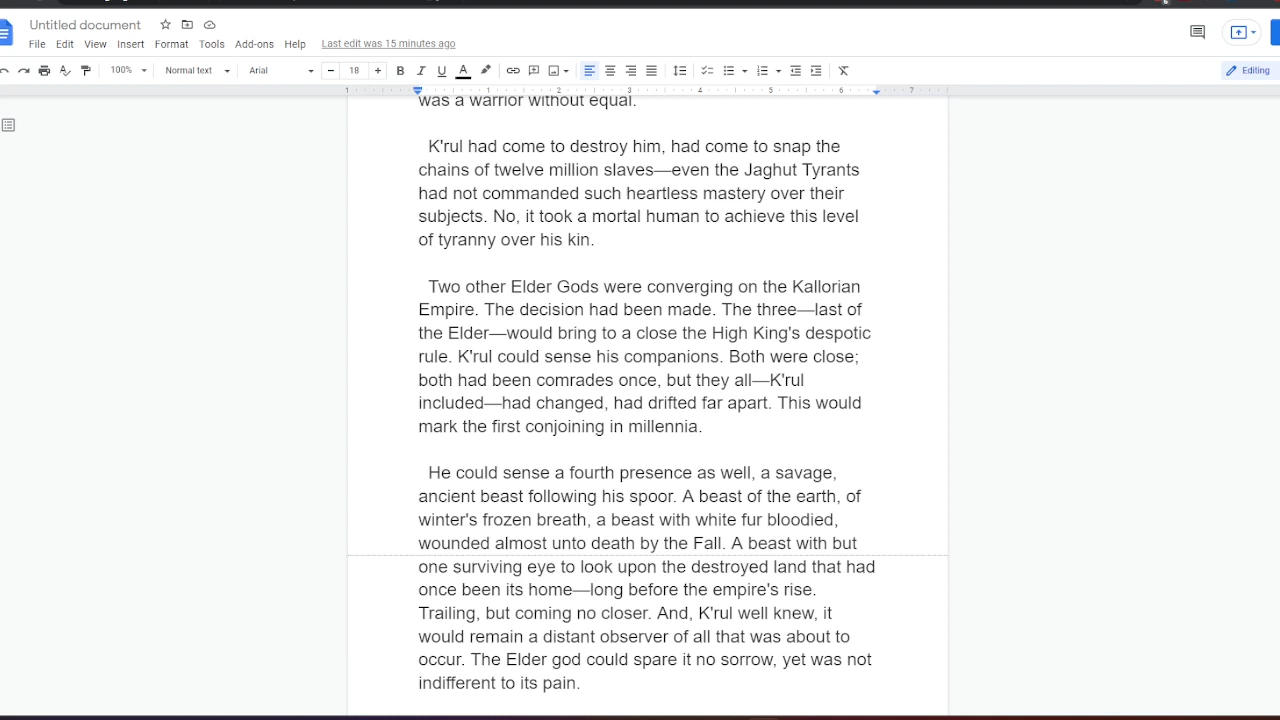 Untitled document
File Edit View Insert Format Tools Add-ons Help Last edit was 15 minutes ago
100% Normal text Arial 18 B I U A Editing
1 1 2 3 4 5 6 7
was a warrior without equal.
K'rul had come to destroy him, had come to snap the
chains of twelve million slaves—even the Jaghut Tyrants
had not commanded such heartless mastery over their
subjects. No, it took a mortal human to achieve this level
of tyranny over his kin.
Two other Elder Gods were converging on the Kallorian
Empire. The decision had been made. The three—last of
the Elder—would bring to a close the High King's despotic
rule. K'rul could sense his companions. Both were close;
both had been comrades once, but they all—K'rul
included—had changed, had drifted far apart. This would
mark the first conjoining in millennia.
He could sense a fourth presence as well, a savage,
ancient beast following his spoor. A beast of the earth, of
winter's frozen breath, a beast with white fur bloodied,
wounded almost unto death by the Fall. A beast with but
one surviving eye to look upon the destroyed land that had
once been its home—long before the empire's rise.
Trailing, but coming no closer. And, K'rul well knew, it
would remain a distant observer of all that was about to
occur. The Elder god could spare it no sorrow, yet was not
indifferent to its pain.